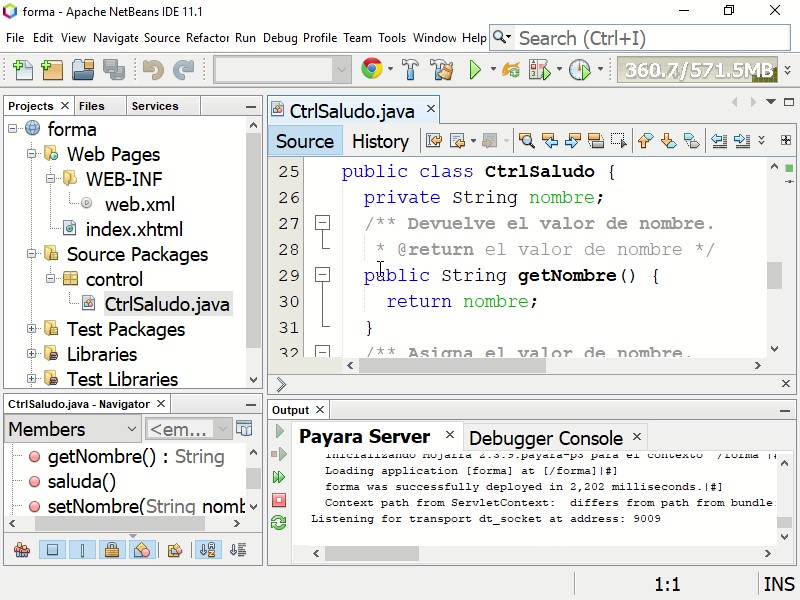 forma - Apache NetBeans IDE 11.1
File Edit View Navigate Source Refactor Run Debug Profile Team Tools Window Help
Search (Ctrl+I)
360.7/571.5MB
Projects Files Services
forma
Web Pages
WEB-INF
web.xml
index.xhtml
Source Packages
control
CtrlSaludo.java
Test Packages
Libraries
Test Libraries
CtrlSaludo.java - Navigator
Members
<em...
getNombre() : String
saluda()
setNombre(String nomb
CtrlSaludo.java
Source History
25 public class CtrlSaludo {
26 private String nombre;
27 /** Devuelve el valor de nombre.
28 * @return el valor de nombre */
29 public String getNombre() {
30 return nombre;
31 }
32 /** Asigna el valor de nombre.
Output
Payara Server Debugger Console
Inicializando Mojarra 2.3.9.payara-p3 para el contexto '/forma'|#
Loading application [forma] at [/forma]|#]
forma was successfully deployed in 2,202 milliseconds.|#]
Context path from ServletContext: differs from path from bundle:
Listening for transport dt_socket at address: 9009
1:1 INS